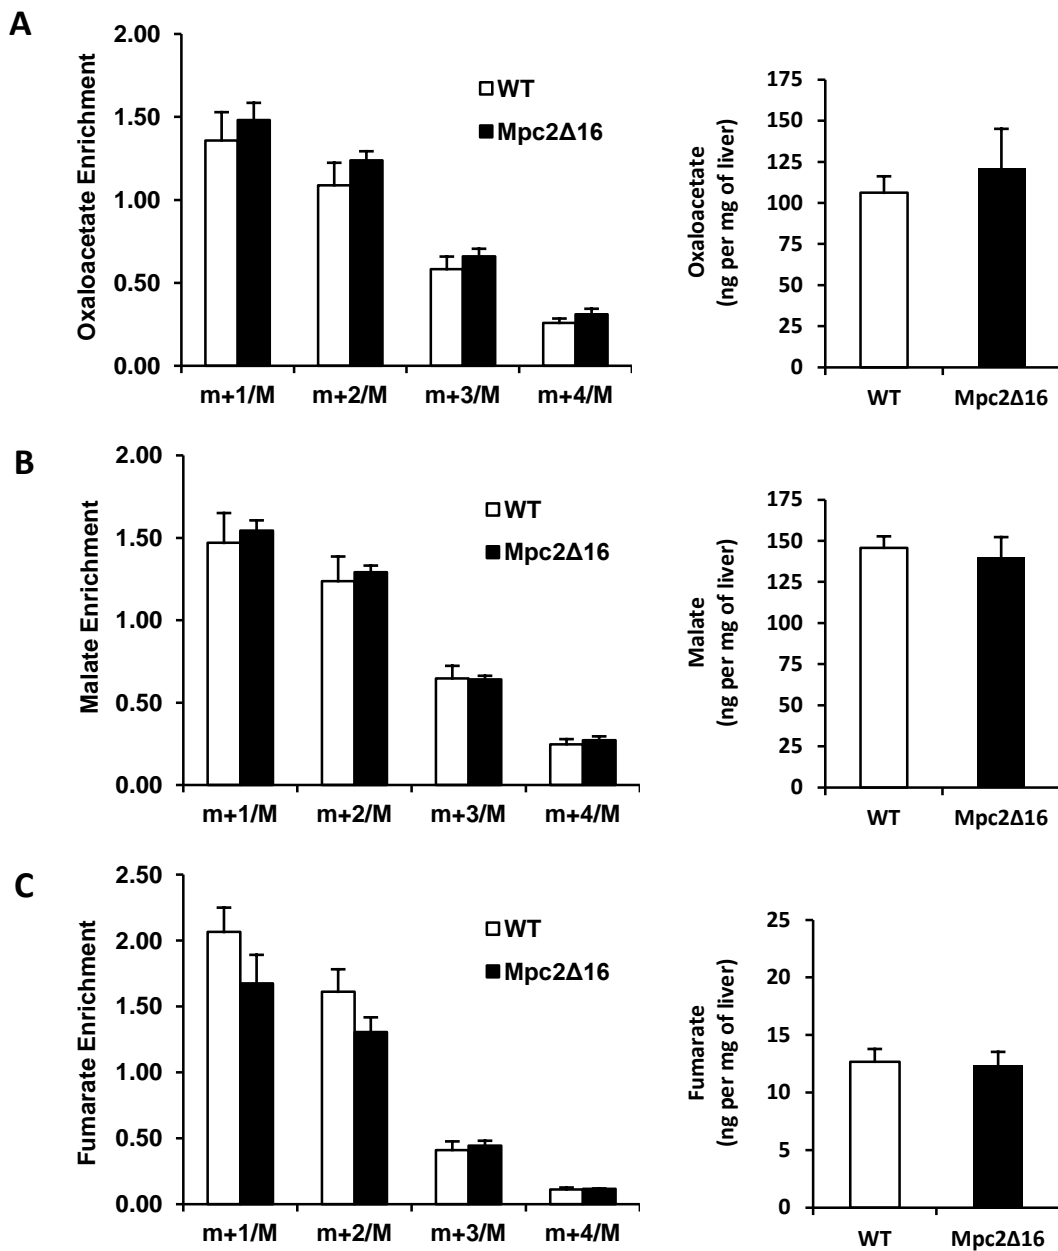 A
Oxaloacetate Enrichment
2.00
1.50
1.00
0.50
0.00
m+1/M m+2/M m+3/M m+4/M
WT
Mpc2Δ16
Oxaloacetate
(ng per mg of liver)
175
150
125
100
75
50
25
0
WT Mpc2Δ16
B
Malate Enrichment
2.00
1.50
1.00
0.50
0.00
m+1/M m+2/M m+3/M m+4/M
WT
Mpc2Δ16
Malate
(ng per mg of liver)
175
150
125
100
75
50
25
0
WT Mpc2Δ16
C
Fumarate Enrichment
2.50
2.00
1.50
1.00
0.50
0.00
m+1/M m+2/M m+3/M m+4/M
WT
Mpc2Δ16
Fumarate
(ng per mg of liver)
25
20
15
10
5
0
WT Mpc2Δ16